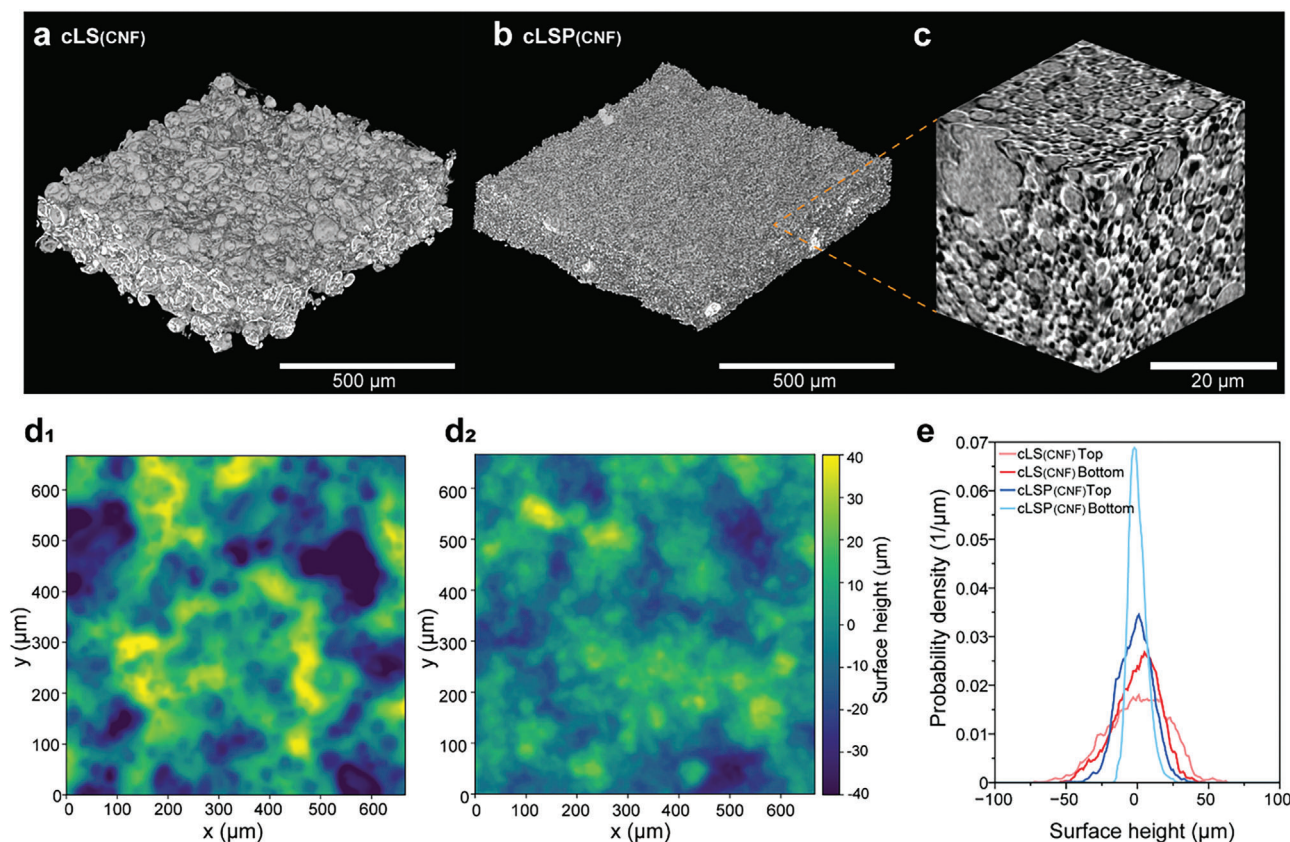 a cLS(CNF)
b cLSP(CNF)
c
500 µm
500 µm
20 µm
d₁
y (µm)
600
500
400
300
200
100
0
0 100 200 300 400 500 600
x (µm)
d₂
y (µm)
600
500
400
300
200
100
0
0 100 200 300 400 500 600
x (µm)
40
30
20
10
0
-10
-20
-30
-40
Surface height (µm)
e
Probability density (1/µm)
0.07
0.06
0.05
0.04
0.03
0.02
0.01
0
cLS(CNF) Top
cLS(CNF) Bottom
cLSP(CNF)Top
cLSP(CNF) Bottom
−100 −50 0 50 100
Surface height (µm)